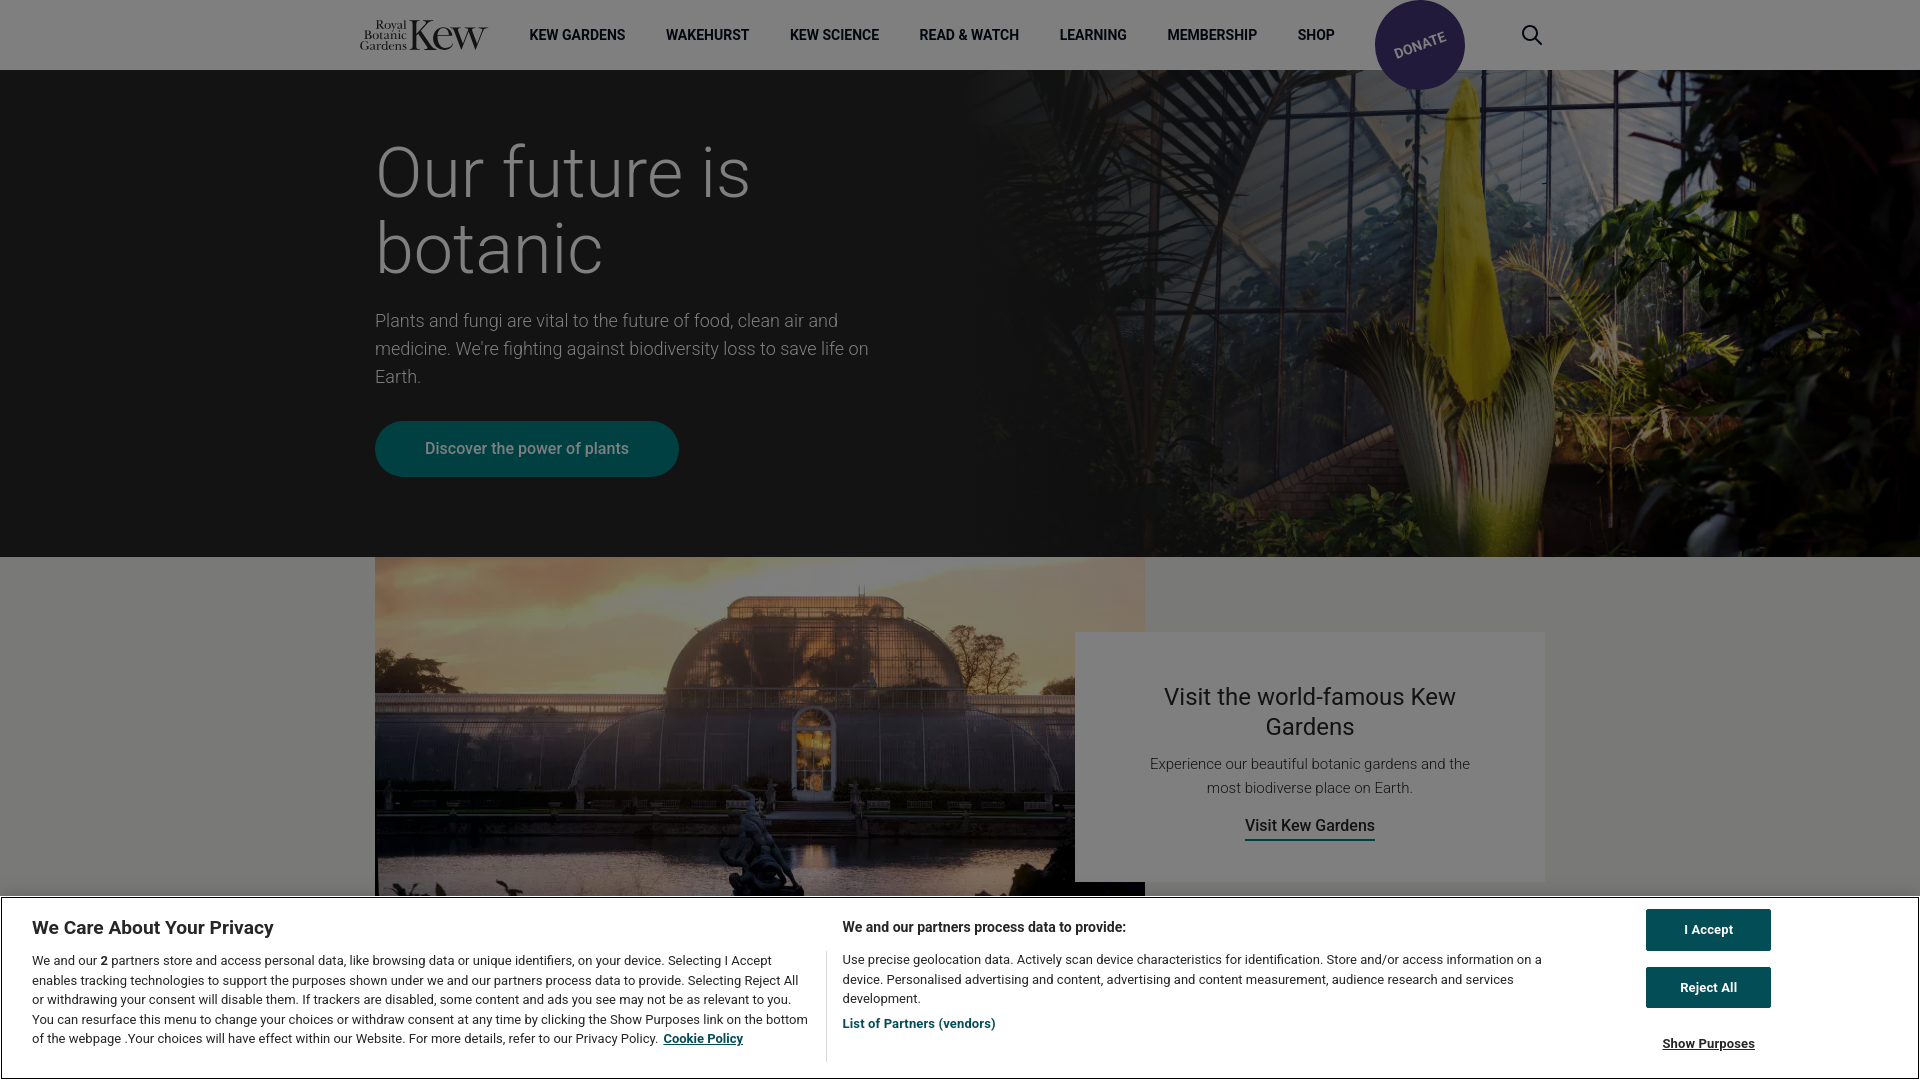 Royal
Botanic
Gardens
Kew
KEW GARDENS
WAKEHURST
KEW SCIENCE
READ & WATCH
LEARNING
MEMBERSHIP
SHOP
DONATE
Our future is
botanic
Plants and fungi are vital to the future of food, clean air and
medicine. We're fighting against biodiversity loss to save life on
Earth.
Discover the power of plants
Visit the world-famous Kew
Gardens
Experience our beautiful botanic gardens and the
most biodiverse place on Earth.
Visit Kew Gardens
We Care About Your Privacy
We and our 2 partners store and access personal data, like browsing data or unique identifiers, on your device. Selecting I Accept
enables tracking technologies to support the purposes shown under we and our partners process data to provide. Selecting Reject All
or withdrawing your consent will disable them. If trackers are disabled, some content and ads you see may not be as relevant to you.
You can resurface this menu to change your choices or withdraw consent at any time by clicking the Show Purposes link on the bottom
of the webpage .Your choices will have effect within our Website. For more details, refer to our Privacy Policy. Cookie Policy
We and our partners process data to provide:
Use precise geolocation data. Actively scan device characteristics for identification. Store and/or access information on a
device. Personalised advertising and content, advertising and content measurement, audience research and services
development.
List of Partners (vendors)
I Accept
Reject All
Show Purposes